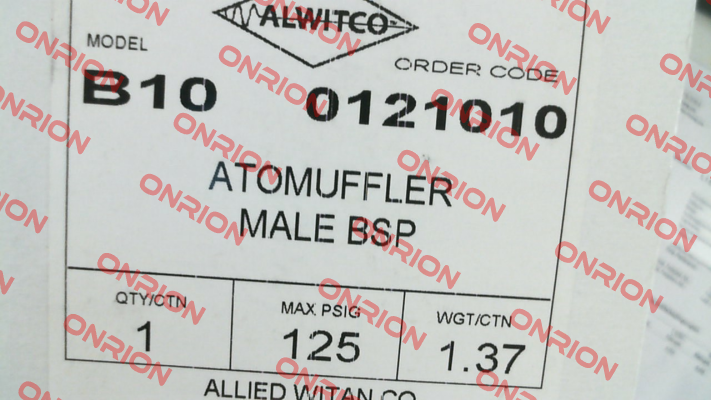 ALWITCO
MODEL
ORDER CODE
B10 0121010
ATOMUFFLER
MALE BSP
QTY/CTN MAX. PSIG WGT/CTN
1 125 1.37
ALLIED WITAN CO
ONRION